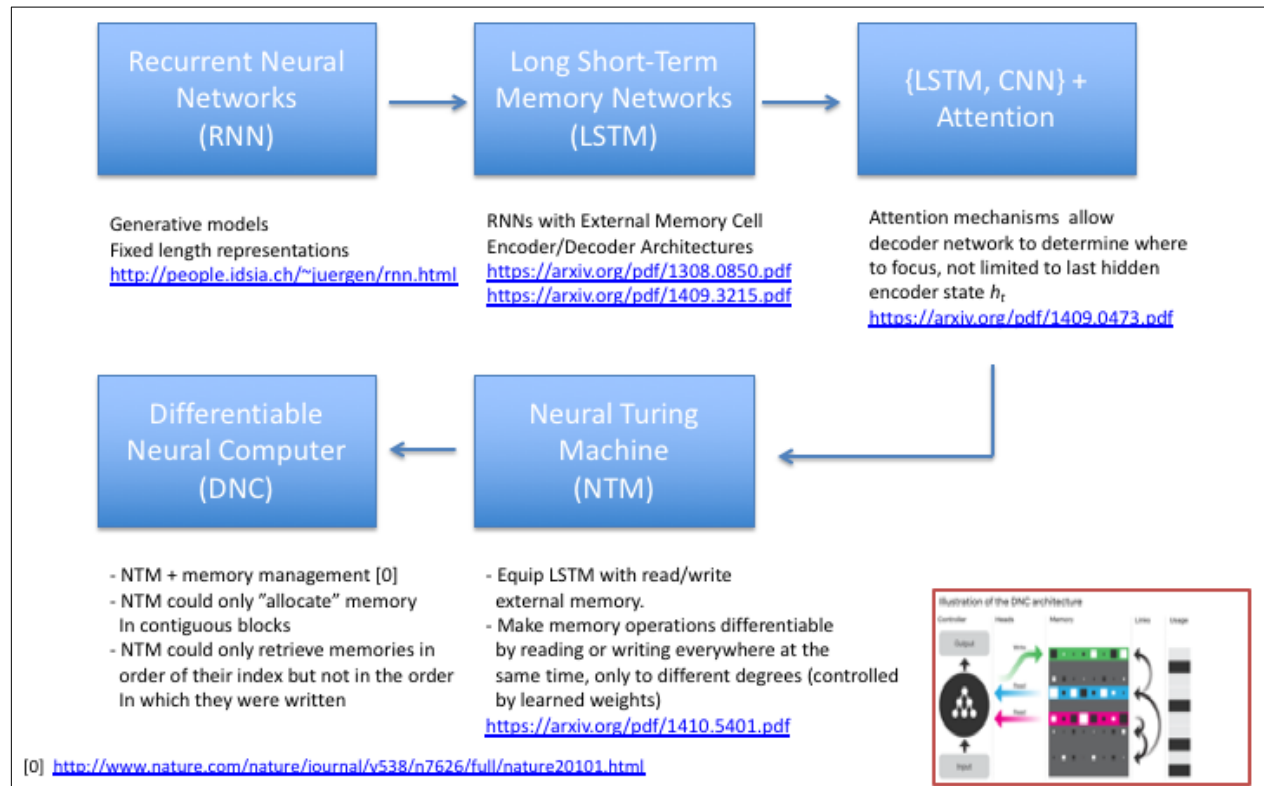 Recurrent Neural
Networks
(RNN)
Long Short-Term
Memory Networks
(LSTM)
{LSTM, CNN} +
Attention
Generative models
Fixed length representations
http://people.idsia.ch/~juergen/rnn.html
RNNs with External Memory Cell
Encoder/Decoder Architectures
https://arxiv.org/pdf/1308.0850.pdf
https://arxiv.org/pdf/1409.3215.pdf
Attention mechanisms allow
decoder network to determine where
to focus, not limited to last hidden
encoder state ht
https://arxiv.org/pdf/1409.0473.pdf
Differentiable
Neural Computer
(DNC)
Neural Turing
Machine
(NTM)
- NTM + memory management [0]
- NTM could only ”allocate” memory
In contiguous blocks
- NTM could only retrieve memories in
order of their index but not in the order
In which they were written
- Equip LSTM with read/write
external memory.
- Make memory operations differentiable
by reading or writing everywhere at the
same time, only to different degrees (controlled
by learned weights)
https://arxiv.org/pdf/1410.5401.pdf
Illustration of the DNC architecture
Controller Heads Memory Links Usage
Output
Write
Read
Read
Input
[0] http://www.nature.com/nature/journal/v538/n7626/full/nature20101.html